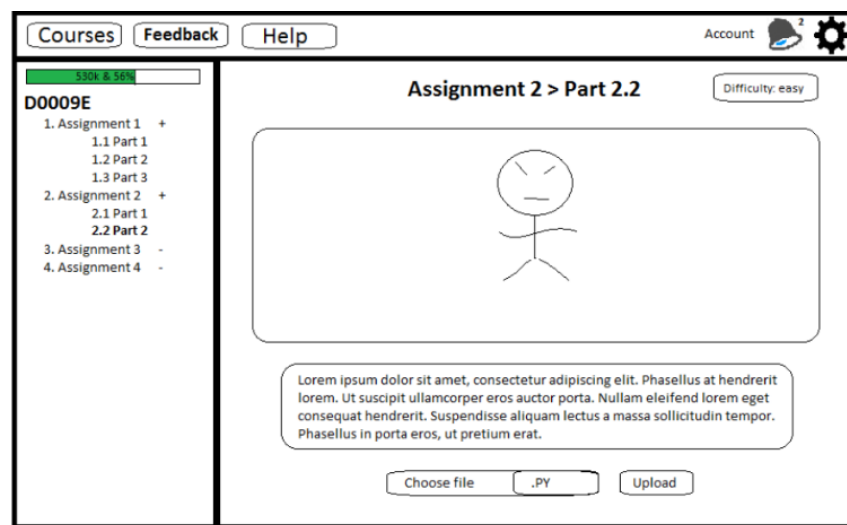 Courses
Feedback
Help
Account
2
530k & 56%
D0009E
1. Assignment 1 +
1.1 Part 1
1.2 Part 2
1.3 Part 3
2. Assignment 2 +
2.1 Part 1
2.2 Part 2
3. Assignment 3 -
4. Assignment 4 -
Assignment 2 > Part 2.2
Difficulty: easy
Lorem ipsum dolor sit amet, consectetur adipiscing elit. Phasellus at hendrerit
lorem. Ut suscipit ullamcorper eros auctor porta. Nullam eleifend lorem eget
consequat hendrerit. Suspendisse aliquam lectus a massa sollicitudin tempor.
Phasellus in porta eros, ut pretium erat.
Choose file
.PY
Upload